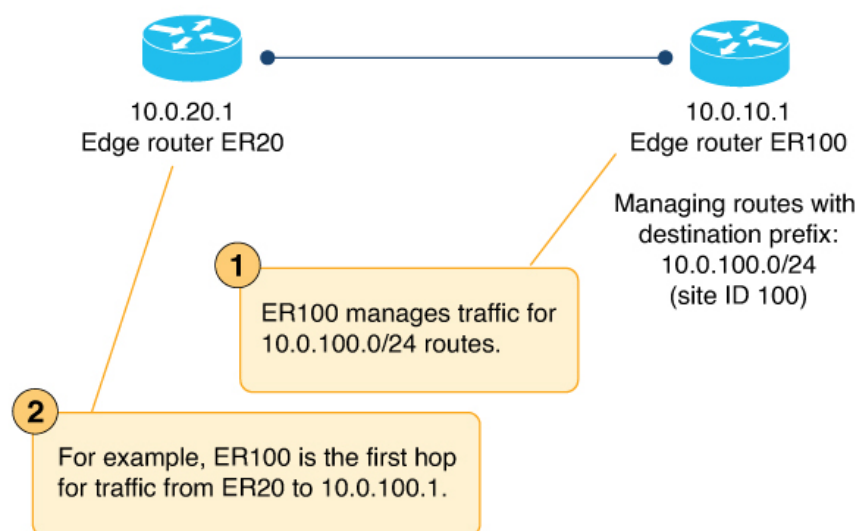 10.0.20.1
Edge router ER20
10.0.10.1
Edge router ER100
Managing routes with
destination prefix:
10.0.100.0/24
(site ID 100)
1
ER100 manages traffic for
10.0.100.0/24 routes.
2
For example, ER100 is the first hop
for traffic from ER20 to 10.0.100.1.